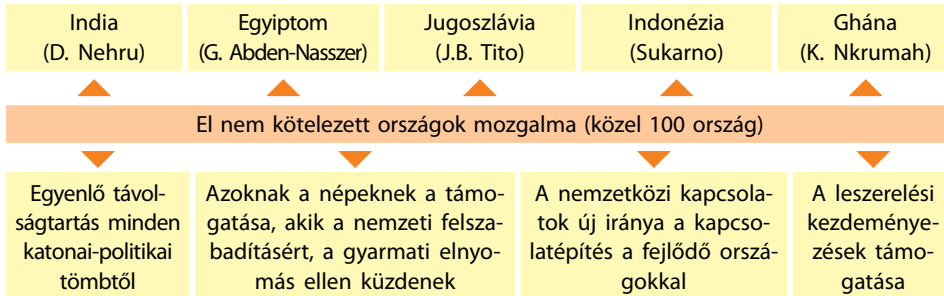 India
(D. Nehru)
Egyiptom
(G. Abden-Nasszer)
Jugoszlávia
(J.B. Tito)
Indonézia
(Sukarno)
Ghána
(K. Nkrumah)
El nem kötelezett országok mozgalma (közel 100 ország)
Egyenlő távol-
ságtartás minden
katonai-politikai
tömbtől
Azoknak a népeknek a támo-
gatása, akik a nemzeti felsza-
badításért, a gyarmati elnyo-
más ellen küzdenek
A nemzetközi kapcsola-
tok új iránya a kapcso-
latépítés a fejlődő orszá-
gokkal
A leszerelési
kezdeménye-
zések támo-
gatása